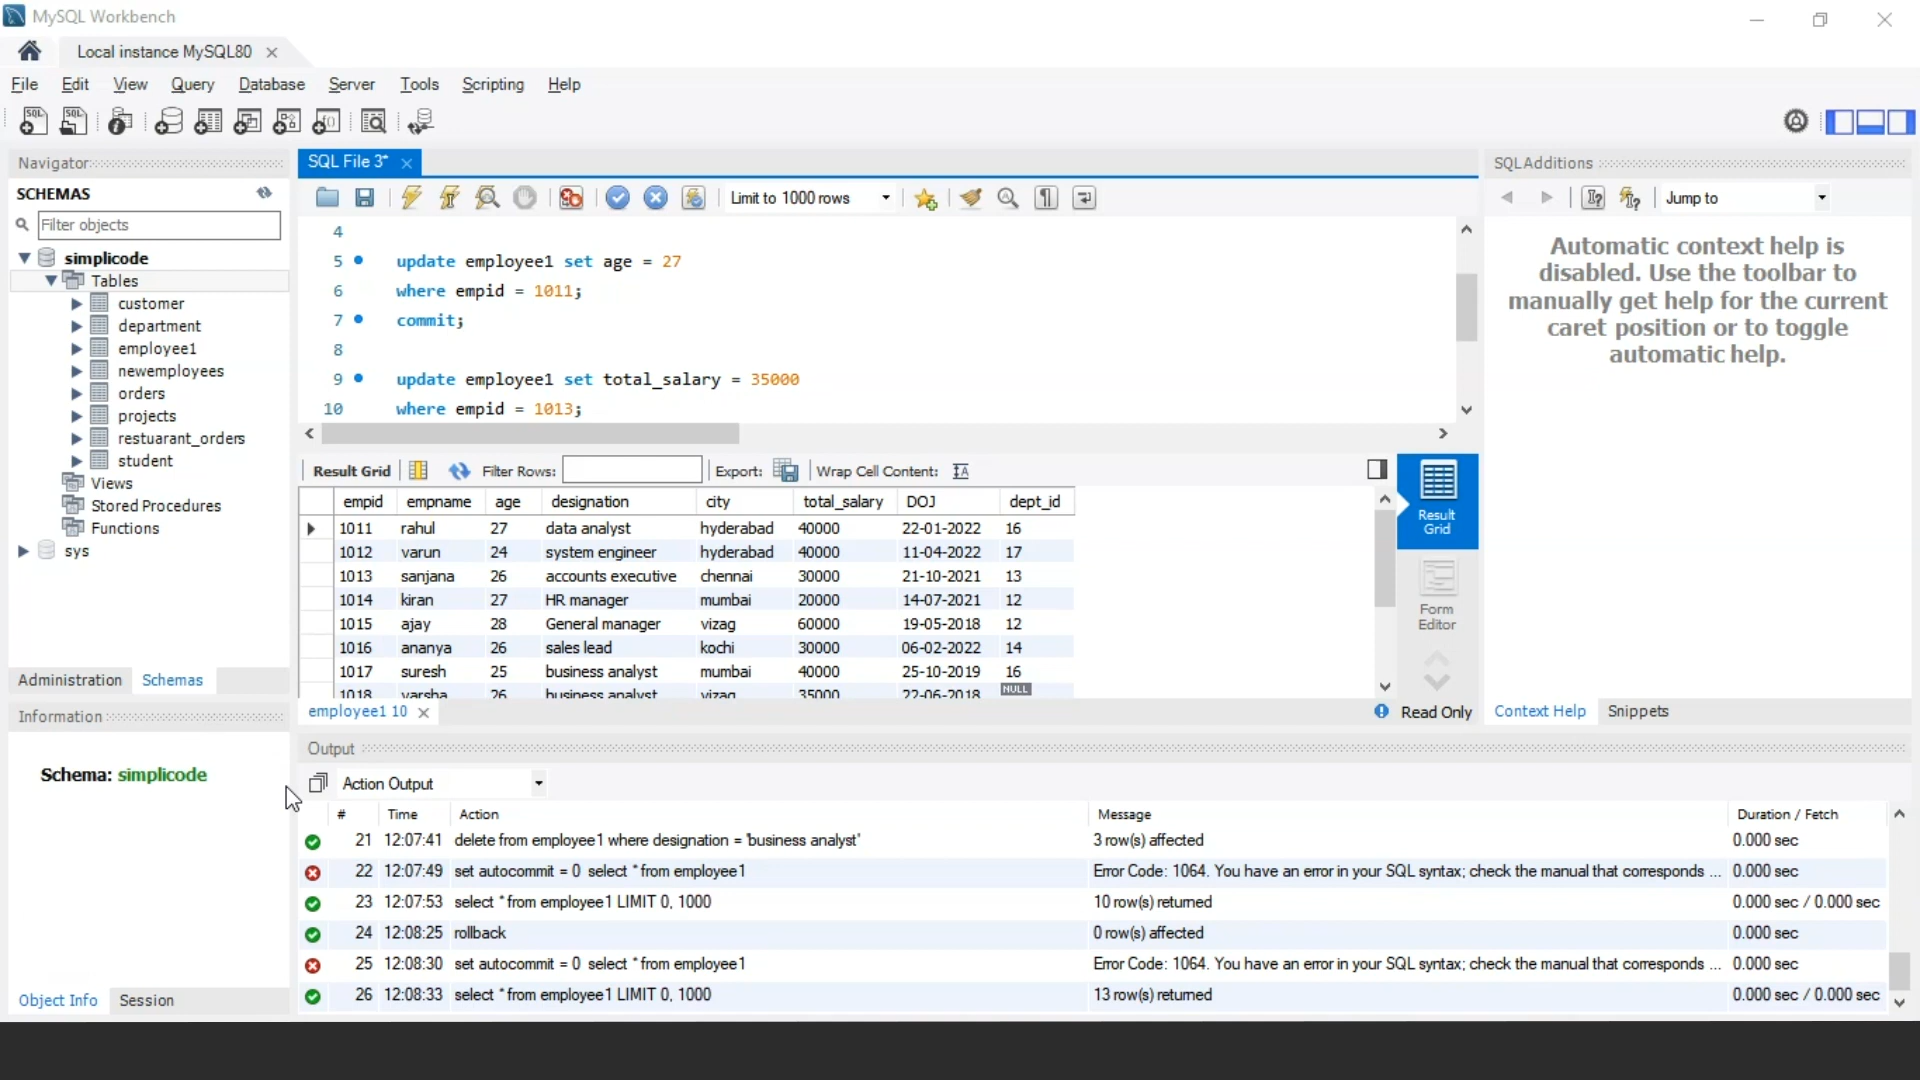 MySQL Workbench
Local instance MySQL80
File Edit View Query Database Server Tools Scripting Help
Navigator
SCHEMAS
Filter objects
simplicode
Tables
customer
department
employee1
newemployees
orders
projects
restuarant_orders
student
Views
Stored Procedures
Functions
sys
Administration Schemas
Information
Schema: simplicode
Object Info Session
SQL File 3*
Limit to 1000 rows
4
5 update employee1 set age = 27
6 where empid = 1011;
7 commit;
8
9 update employee1 set total_salary = 35000
10 where empid = 1013;
Result Grid Filter Rows: Export: Wrap Cell Content:
empid empname age designation city total_salary DOJ dept_id
1011 rahul 27 data analyst hyderabad 40000 22-01-2022 16
1012 varun 24 system engineer hyderabad 40000 11-04-2022 17
1013 sanjana 26 accounts executive chennai 30000 21-10-2021 13
1014 kiran 27 HR manager mumbai 20000 14-07-2021 12
1015 ajay 28 General manager vizag 60000 19-05-2018 12
1016 ananya 26 sales lead kochi 30000 06-02-2022 14
1017 suresh 25 business analyst mumbai 40000 25-10-2019 16
1018 varsha 26 business analyst vizag 35000 22-06-2018 NULL
Result
Grid
Form
Editor
employee1 10
Read Only
SQLAdditions
Jump to
Automatic context help is
disabled. Use the toolbar to
manually get help for the current
caret position or to toggle
automatic help.
Context Help Snippets
Output
Action Output
# Time Action Message Duration / Fetch
21 12:07:41 delete from employee1 where designation = 'business analyst' 3 row(s) affected 0.000 sec
22 12:07:49 set autocommit = 0 select * from employee1 Error Code: 1064. You have an error in your SQL syntax; check the manual that corresponds ... 0.000 sec
23 12:07:53 select * from employee1 LIMIT 0, 1000 10 row(s) returned 0.000 sec / 0.000 sec
24 12:08:25 rollback 0 row(s) affected 0.000 sec
25 12:08:30 set autocommit = 0 select * from employee1 Error Code: 1064. You have an error in your SQL syntax; check the manual that corresponds ... 0.000 sec
26 12:08:33 select * from employee1 LIMIT 0, 1000 13 row(s) returned 0.000 sec / 0.000 sec